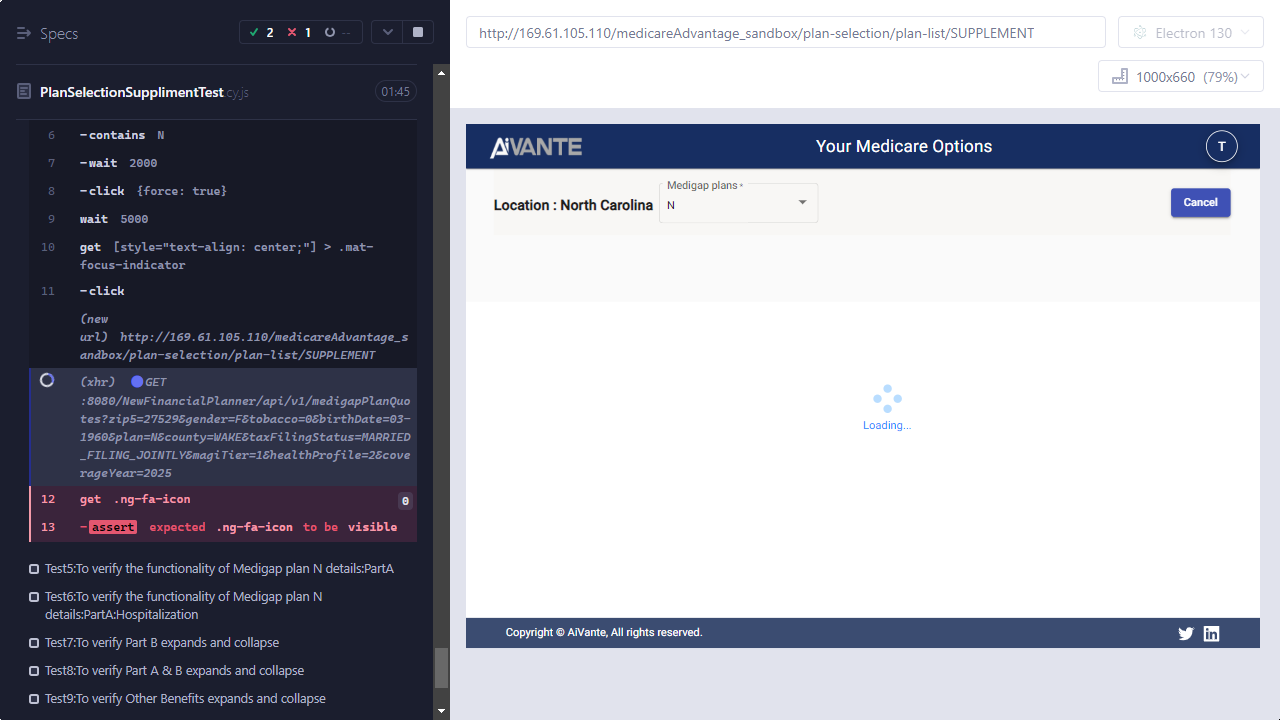 Specs
2
1
--
PlanSelectionSupplimentTest.cy.js
01:45
6 -contains N
7 -wait 2000
8 -click {force: true}
9 wait 5000
10 get [style="text-align: center;"] > .mat-
focus-indicator
11 -click
(new
url) http://169.61.105.110/medicareAdvantage_s
andbox/plan-selection/plan-list/SUPPLEMENT
(xhr) GET
:8080/NewFinancialPlanner/api/v1/medigapPlanQuo
tes?zip5=27529&gender=F&tobacco=0&birthDate=03-
1960&plan=N&county=WAKE&taxFilingStatus=MARRIED
_FILING_JOINTLY&magiTier=1&healthProfile=2&cove
rageYear=2025
12 get .ng-fa-icon 0
13 -assert expected .ng-fa-icon to be visible
Test5:To verify the functionality of Medigap plan N details:PartA
Test6:To verify the functionality of Medigap plan N
details:PartA:Hospitalization
Test7:To verify Part B expands and collapse
Test8:To verify Part A & B expands and collapse
Test9:To verify Other Benefits expands and collapse
http://169.61.105.110/medicareAdvantage_sandbox/plan-selection/plan-list/SUPPLEMENT
Electron 130
1000x660 (79%)
AiVANTE
Your Medicare Options
T
Location : North Carolina
Medigap plans *
N
Cancel
Loading...
Copyright © AiVante, All rights reserved.